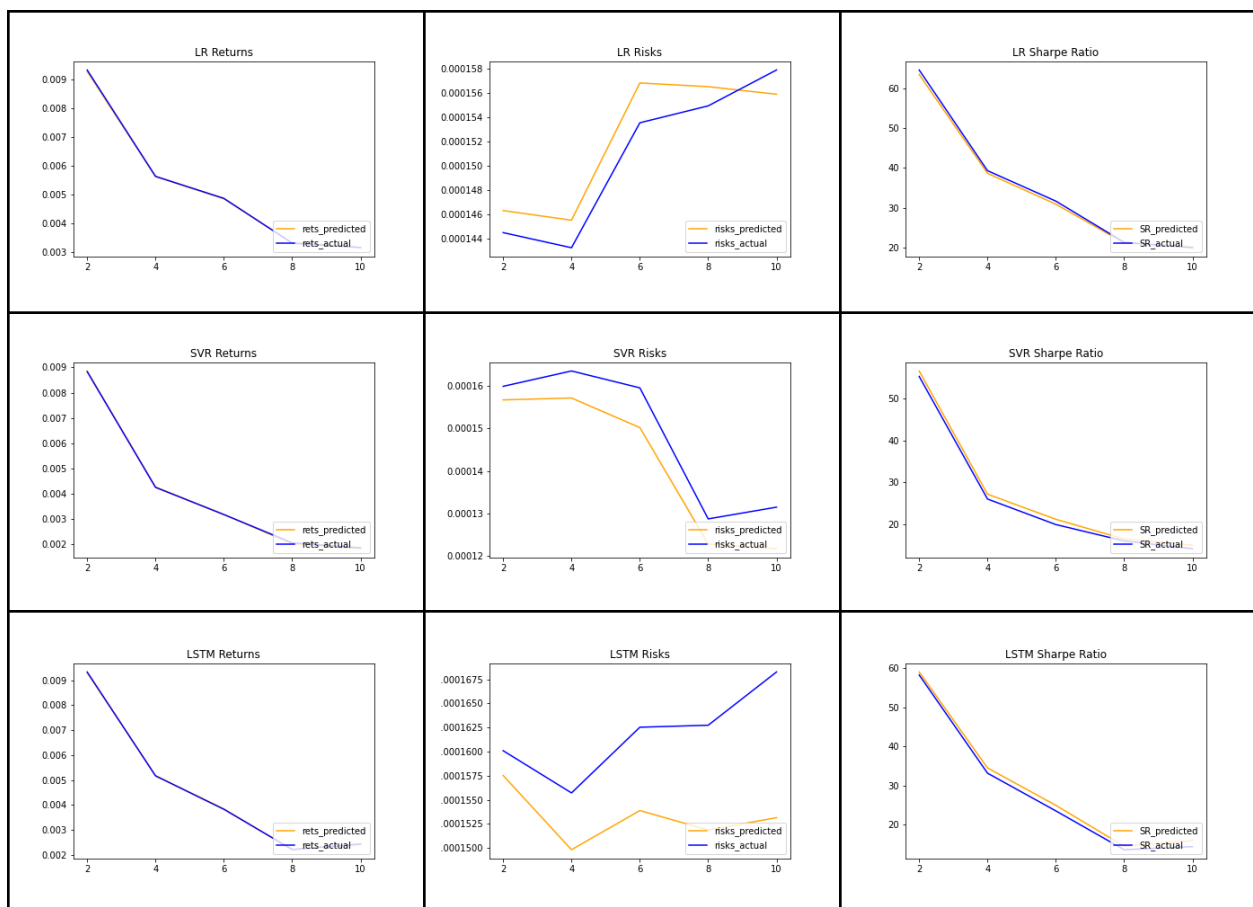 LR Returns
0.009
0.008
0.007
0.006
0.005
0.004
0.003
rets_predicted
rets_actual
2 4 6 8 10
LR Risks
0.000158
0.000156
0.000154
0.000152
0.000150
0.000148
0.000146
0.000144
risks_predicted
risks_actual
2 4 6 8 10
LR Sharpe Ratio
60
50
40
30
20
SR_predicted
SR_actual
2 4 6 8 10
SVR Returns
0.009
0.008
0.007
0.006
0.005
0.004
0.003
0.002
rets_predicted
rets_actual
2 4 6 8 10
SVR Risks
0.00016
0.00015
0.00014
0.00013
0.00012
risks_predicted
risks_actual
2 4 6 8 10
SVR Sharpe Ratio
50
40
30
20
SR_predicted
SR_actual
2 4 6 8 10
LSTM Returns
0.009
0.008
0.007
0.006
0.005
0.004
0.003
0.002
rets_predicted
rets_actual
2 4 6 8 10
LSTM Risks
.0001675
.0001650
.0001625
.0001600
.0001575
.0001550
.0001525
.0001500
risks_predicted
risks_actual
2 4 6 8 10
LSTM Sharpe Ratio
60
50
40
30
20
SR_predicted
SR_actual
2 4 6 8 10